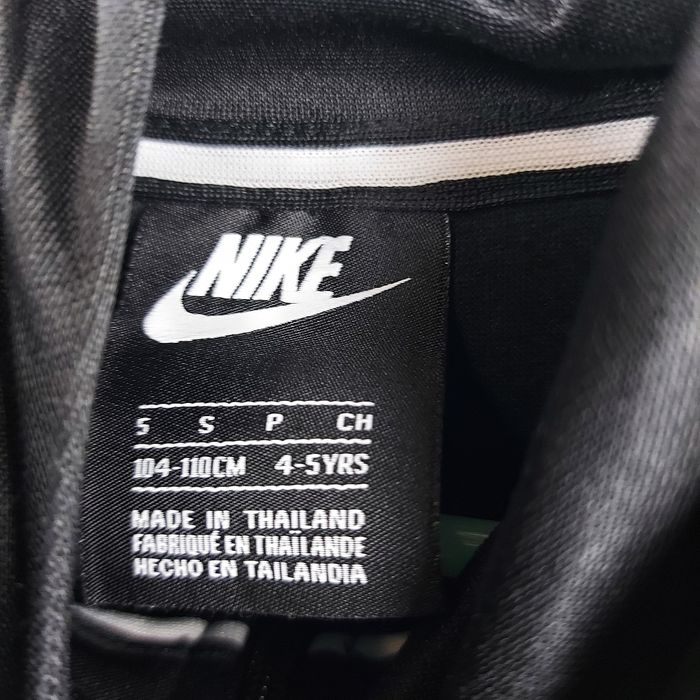 NIKE
S S P CH
104-110CM 4-5YRS
MADE IN THAILAND
FABRIQUÉ EN THAÏLANDE
HECHO EN TAILANDIA